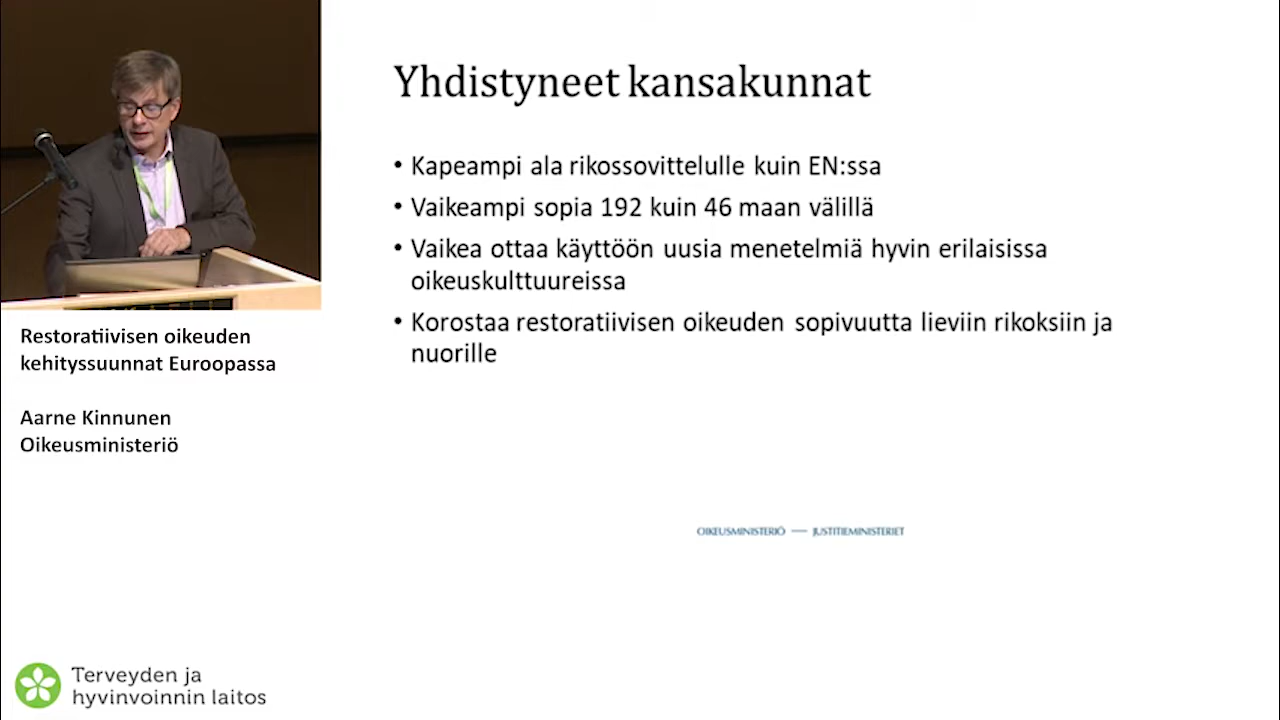 Yhdistyneet kansakunnat
• Kapeampi ala rikossovittelulle kuin EN:ssa
• Vaikeampi sopia 192 kuin 46 maan välillä
• Vaikea ottaa käyttöön uusia menetelmiä hyvin erilaisissa
oikeuskulttuureissa
• Korostaa restoratiivisen oikeuden sopivuutta lieviin rikoksiin ja
nuorille
OIKEUSMINISTERIÖ — JUSTITIEMINISTERIET
Restoratiivisen oikeuden
kehityssuunnat Euroopassa
Aarne Kinnunen
Oikeusministeriö
Terveyden ja
hyvinvoinnin laitos